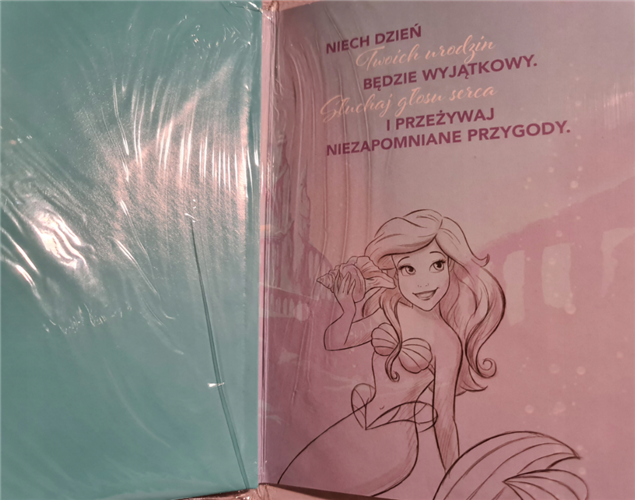 NIECH DZIEŃ
Twoich urodzin
BĘDZIE WYJĄTKOWY.
Słuchaj głosu serca
I PRZEŻYWAJ
NIEZAPOMNIANE PRZYGODY.